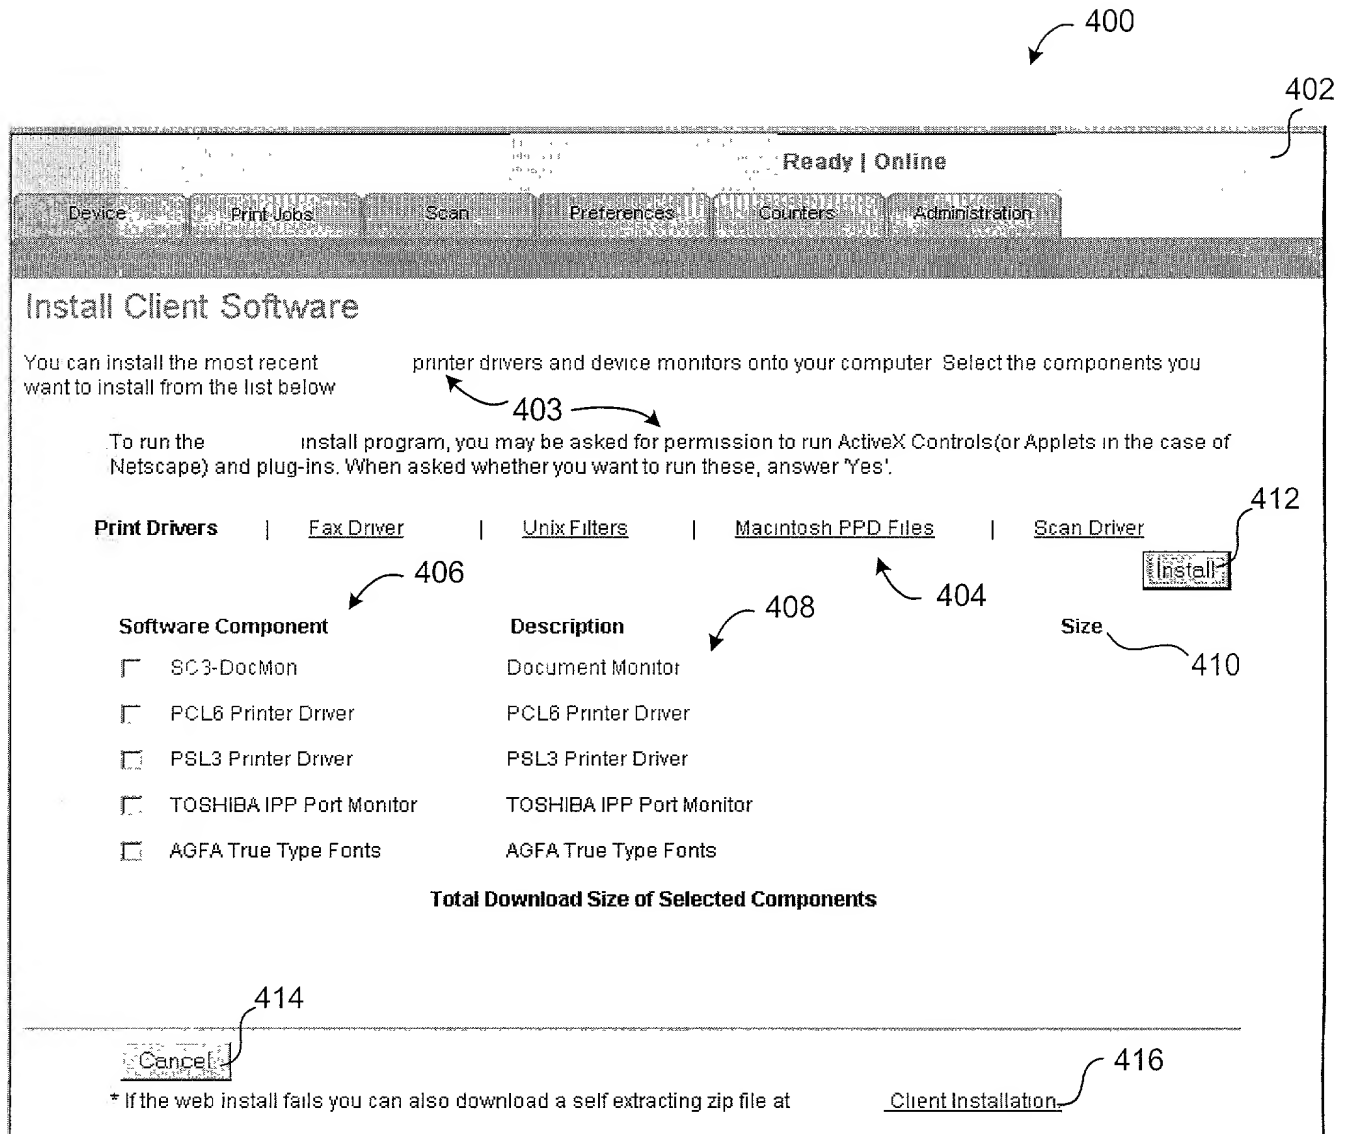 400
402
Ready | Online
Device Print Jobs Scan Preferences Counters Administration
Install Client Software
You can install the most recent printer drivers and device monitors onto your computer Select the components you
want to install from the list below
403
To run the install program, you may be asked for permission to run ActiveX Controls(or Applets in the case of
Netscape) and plug-ins. When asked whether you want to run these, answer 'Yes'.
412
Print Drivers | Fax Driver | Unix Filters | Macintosh PPD Files | Scan Driver
Install
406
404
408
Software Component Description Size
410
SC3-DocMon Document Monitor
PCL6 Printer Driver PCL6 Printer Driver
PSL3 Printer Driver PSL3 Printer Driver
TOSHIBA IPP Port Monitor TOSHIBA IPP Port Monitor
AGFA True Type Fonts AGFA True Type Fonts
Total Download Size of Selected Components
414
Cancel
416
* If the web install fails you can also download a self extracting zip file at Client Installation